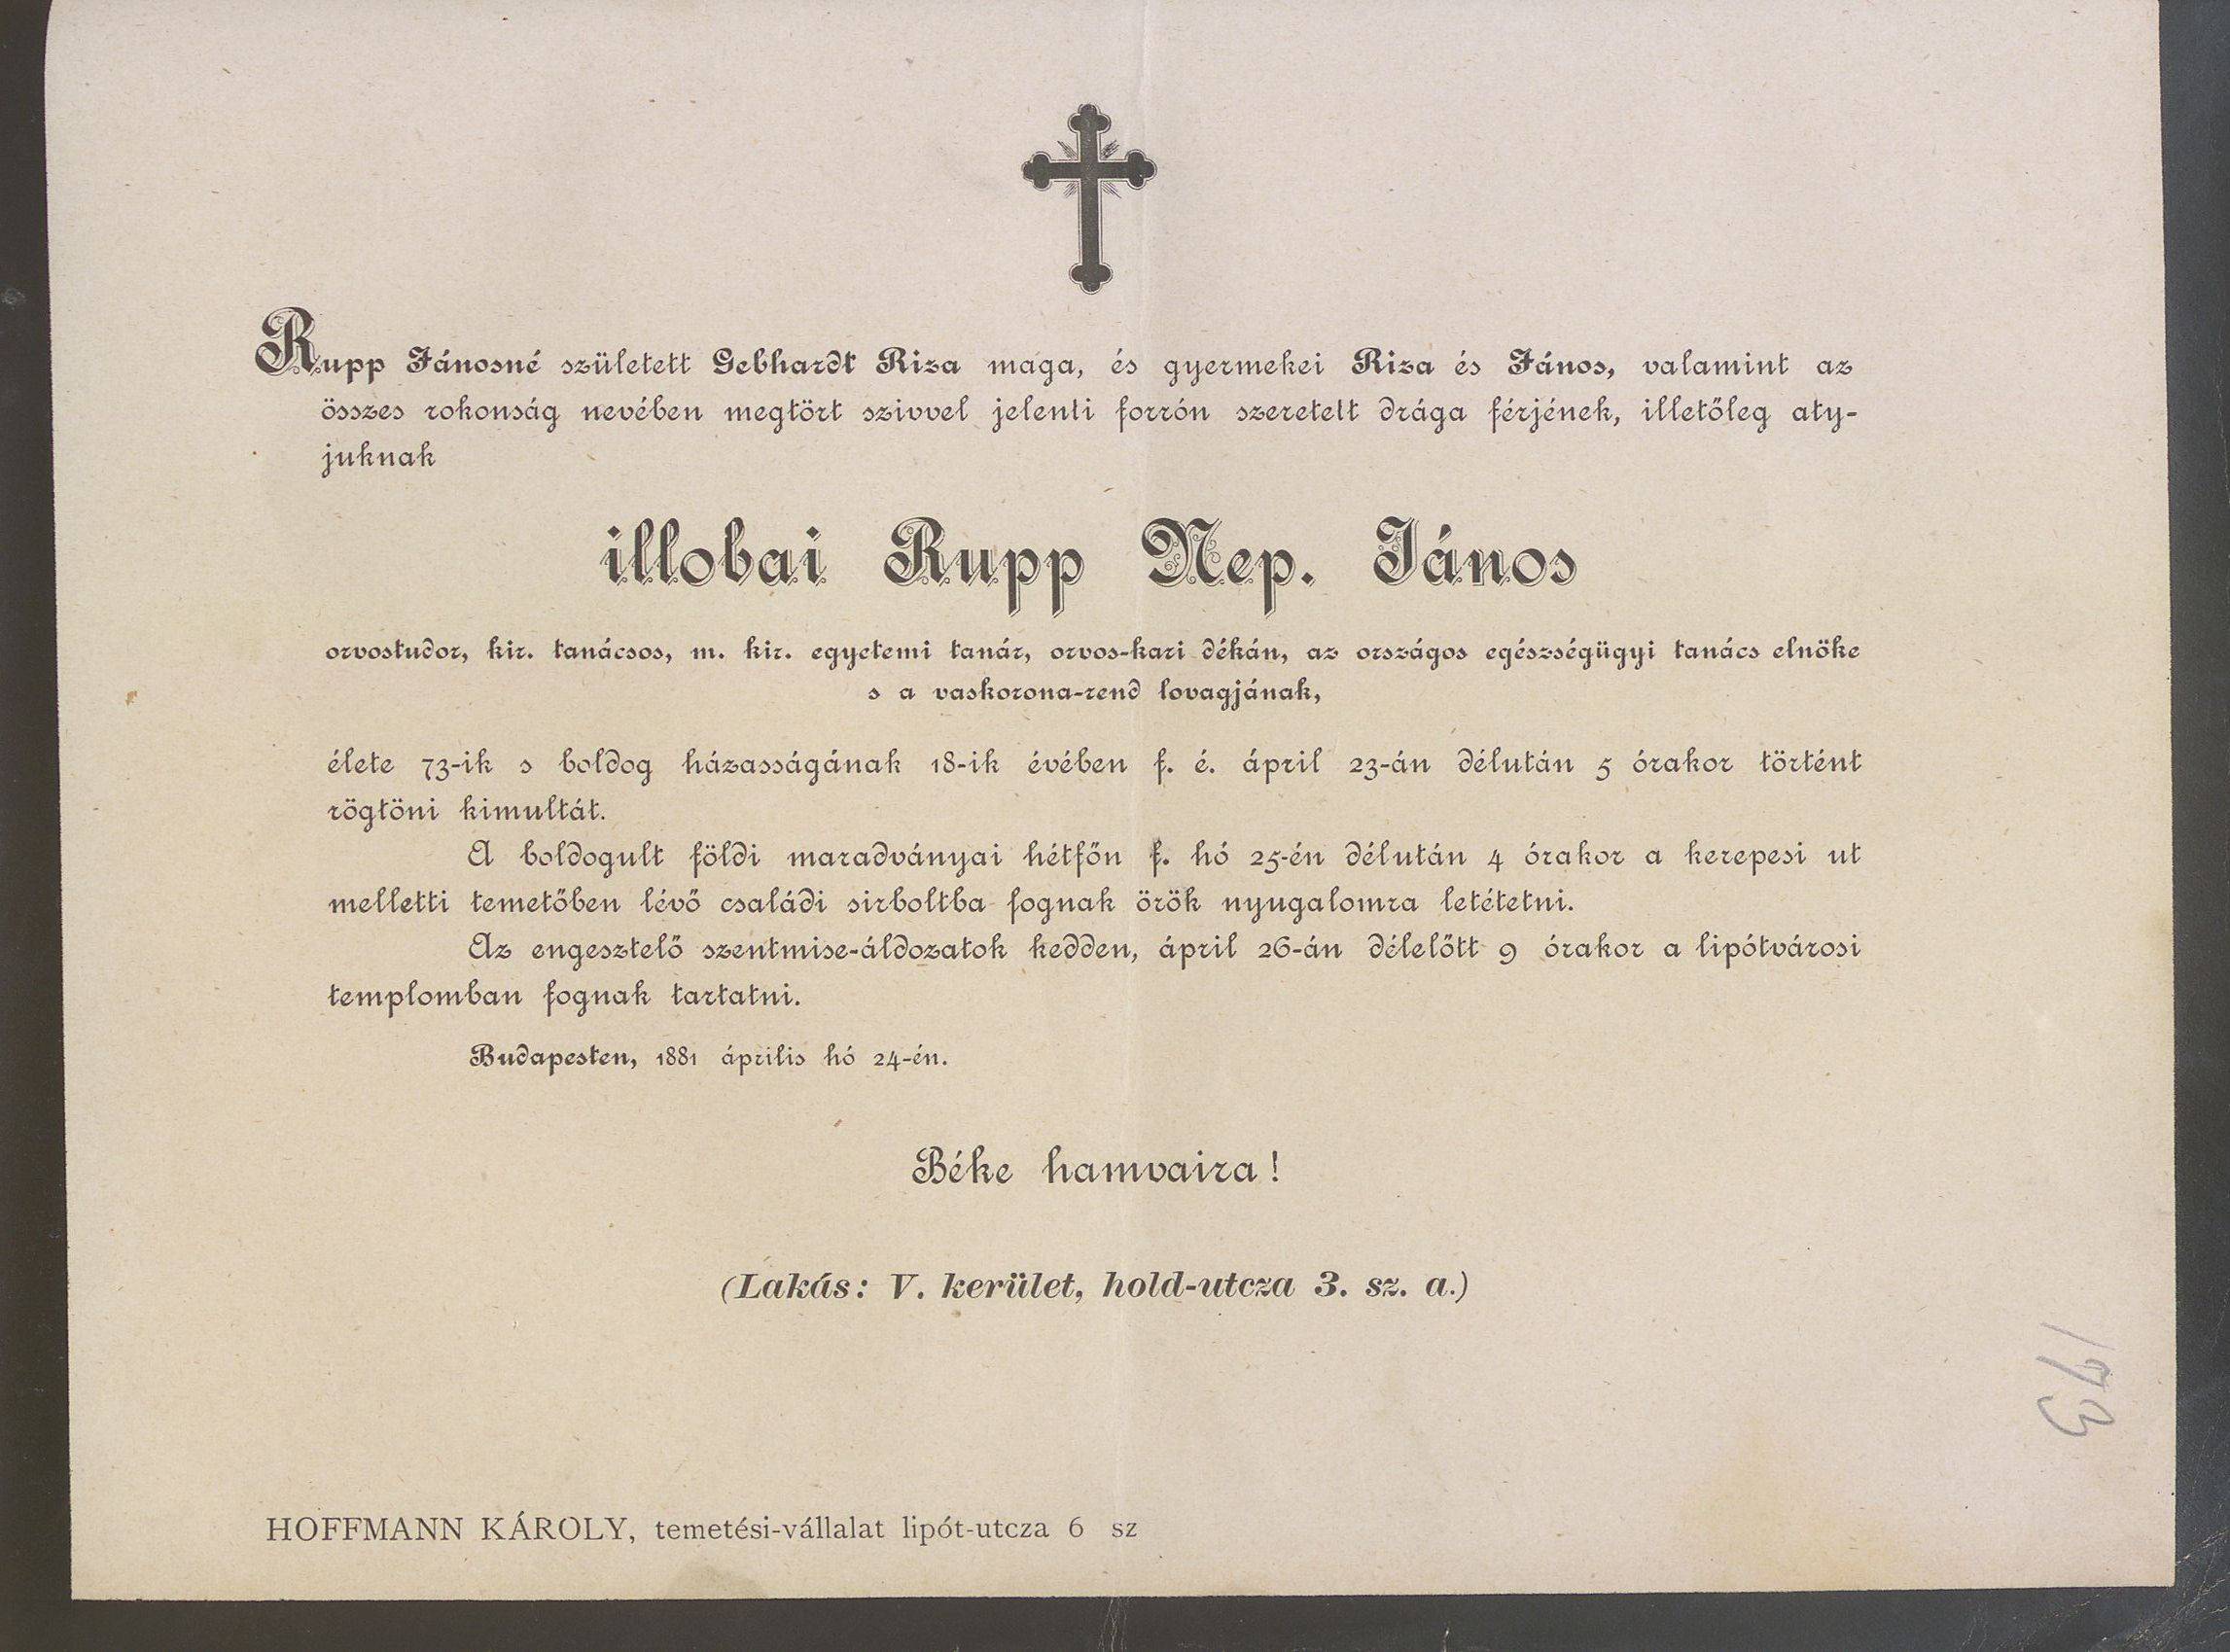 Rupp Jánosné született Gebhardt Riza maga, és gyermekei Riza és János, valamint az
összes rokonság nevében megtört szivvel jelenti forrón szeretett drága férjének, illetőleg aty-
juknak
illobai Rupp Nep. János
orvostudor, kir. tanácsos, m. kir. egyetemi tanár, orvos-kari dékán, az országos egészségügyi tanács elnöke
s a vaskorona-rend lovagjának,
élete 73-ik s boldog házasságának 18-ik évében f. é. ápril 23-án délután 5 órakor történt
rögtöni kimultát.
A boldogult földi maradványai hétfőn f. hó 25-én délután 4 órakor a kerepesi ut
melletti temetőben lévő családi sirboltba fognak örök nyugalomra letétetni.
Az engesztelő szentmise-áldozatok kedden, ápril 26-án délelőtt 9 órakor a lipótvárosi
templomban fognak tartatni.
Budapesten, 1881 április hó 24-én.
Béke hamvaira!
(Lakás: V. kerület, hold-utcza 3. sz. a.)
193
HOFFMANN KÁROLY, temetési-vállalat lipót-utcza 6 sz